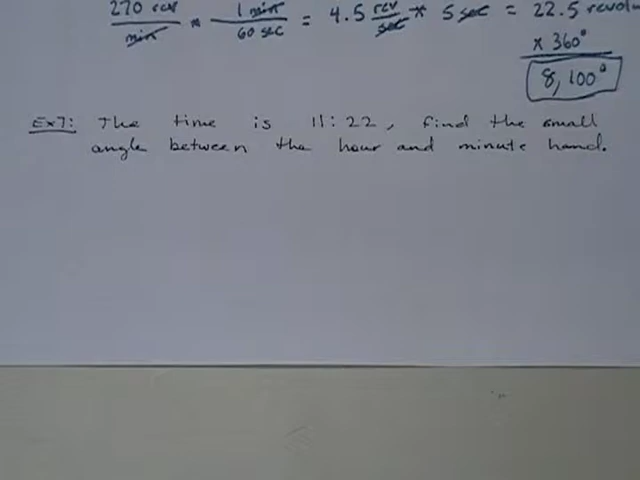 270 rev/min * 1 min/60 sec = 4.5 rev/sec * 5 sec = 22.5
x 360°
8,100°
Ex7: The time is 11:22, find the small
angle between the hour and minute hand.